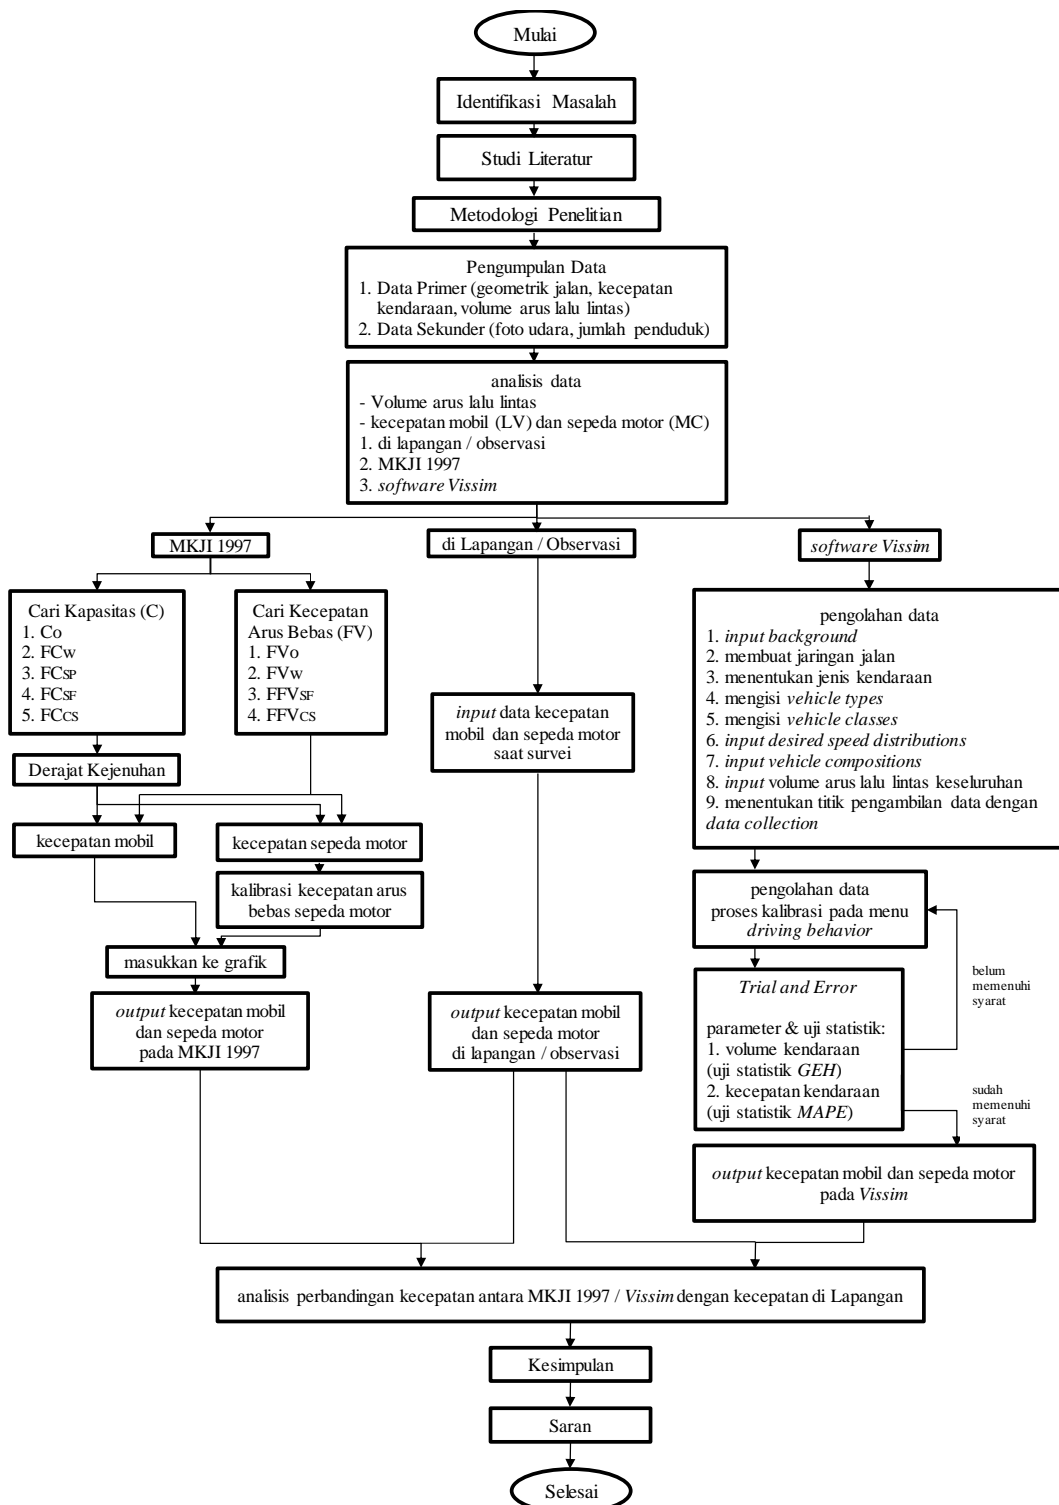 Mulai
Identifikasi Masalah
Studi Literatur
Metodologi Penelitian
Pengumpulan Data
1. Data Primer (geometrik jalan, kecepatan
kendaraan, volume arus lalu lintas)
2. Data Sekunder (foto udara, jumlah penduduk)
analisis data
- Volume arus lalu lintas
- kecepatan mobil (LV) dan sepeda motor (MC)
1. di lapangan / observasi
2. MKJI 1997
3. software Vissim
MKJI 1997
di Lapangan / Observasi
software Vissim
Cari Kapasitas (C)
1. Co
2. FCW
3. FCSP
4. FCSF
5. FCCS
Cari Kecepatan
Arus Bebas (FV)
1. FVO
2. FVW
3. FFVSF
4. FFVCS
Derajat Kejenuhan
kecepatan mobil
kecepatan sepeda motor
kalibrasi kecepatan arus
bebas sepeda motor
masukkan ke grafik
output kecepatan mobil
dan sepeda motor
pada MKJI 1997
input data kecepatan
mobil dan sepeda motor
saat survei
output kecepatan mobil
dan sepeda motor
di lapangan / observasi
pengolahan data
1. input background
2. membuat jaringan jalan
3. menentukan jenis kendaraan
4. mengisi vehicle types
5. mengisi vehicle classes
6. input desired speed distributions
7. input vehicle compositions
8. input volume arus lalu lintas keseluruhan
9. menentukan titik pengambilan data dengan
data collection
pengolahan data
proses kalibrasi pada menu
driving behavior
belum
memenuhi
syarat
Trial and Error
parameter & uji statistik:
1. volume kendaraan
(uji statistik GEH)
2. kecepatan kendaraan
(uji statistik MAPE)
sudah
memenuhi
syarat
output kecepatan mobil dan sepeda motor
pada Vissim
analisis perbandingan kecepatan antara MKJI 1997 / Vissim dengan kecepatan di Lapangan
Kesimpulan
Saran
Selesai